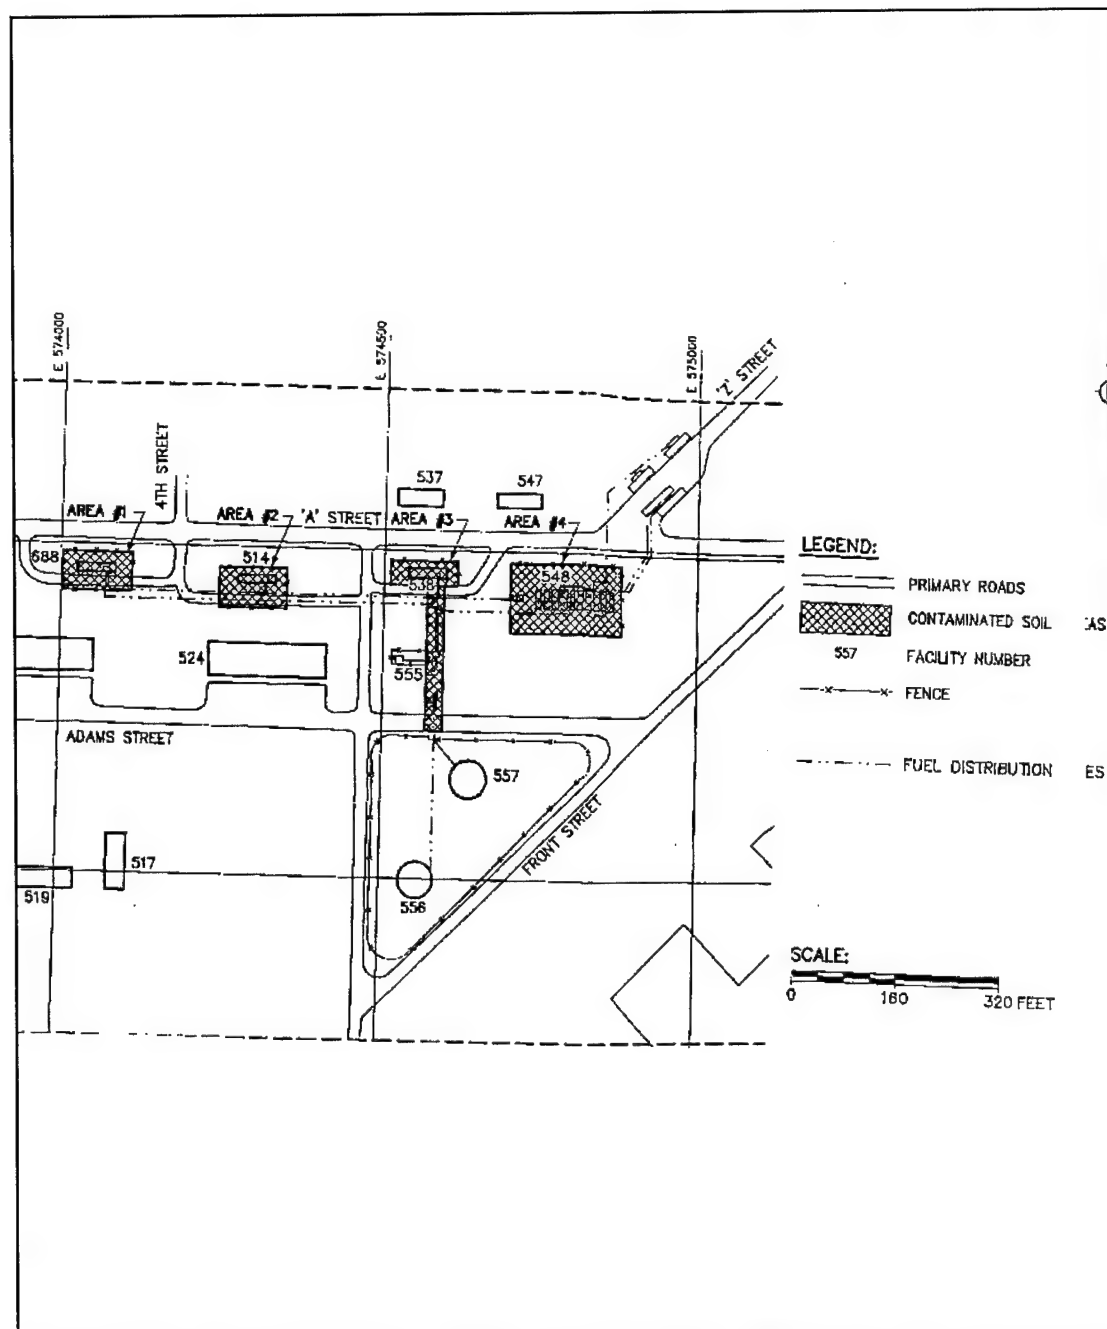 E 574000
E 574500
E 575000
'Z' STREET
4TH STREET
537
547
AREA #1
AREA #2
'A' STREET
AREA #3
AREA #4
688
514
538
548
LEGEND:
PRIMARY ROADS
CONTAMINATED SOIL
557 FACILITY NUMBER
FENCE
FUEL DISTRIBUTION ES
524
555
ADAMS STREET
557
FRONT STREET
517
519
556
SCALE:
0 160 320 FEET